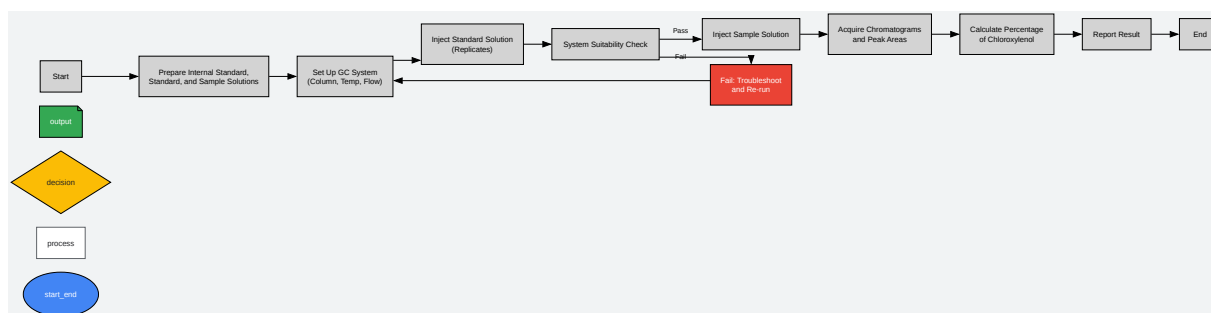 Start
Prepare Internal Standard,
Standard, and Sample Solutions
Set Up GC System
(Column, Temp, Flow)
Inject Standard Solution
(Replicates)
System Suitability Check
Pass
Fail
Inject Sample Solution
Fail: Troubleshoot
and Re-run
Acquire Chromatograms
and Peak Areas
Calculate Percentage
of Chloroxylenol
Report Result
End
output
decision
process
start_end